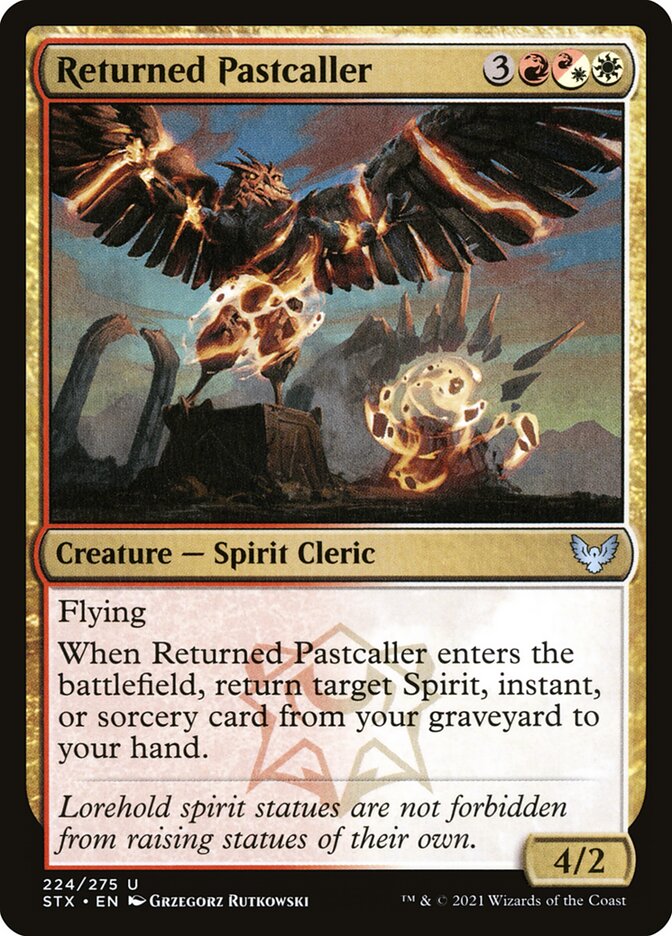 Returned Pastcaller 3
Creature — Spirit Cleric
Flying
When Returned Pastcaller enters the
battlefield, return target Spirit, instant,
or sorcery card from your graveyard to
your hand.
Lorehold spirit statues are not forbidden
from raising statues of their own.
4/2
224/275 U
STX • EN Grzegorz Rutkowski ™ & © 2021 Wizards of the Coast